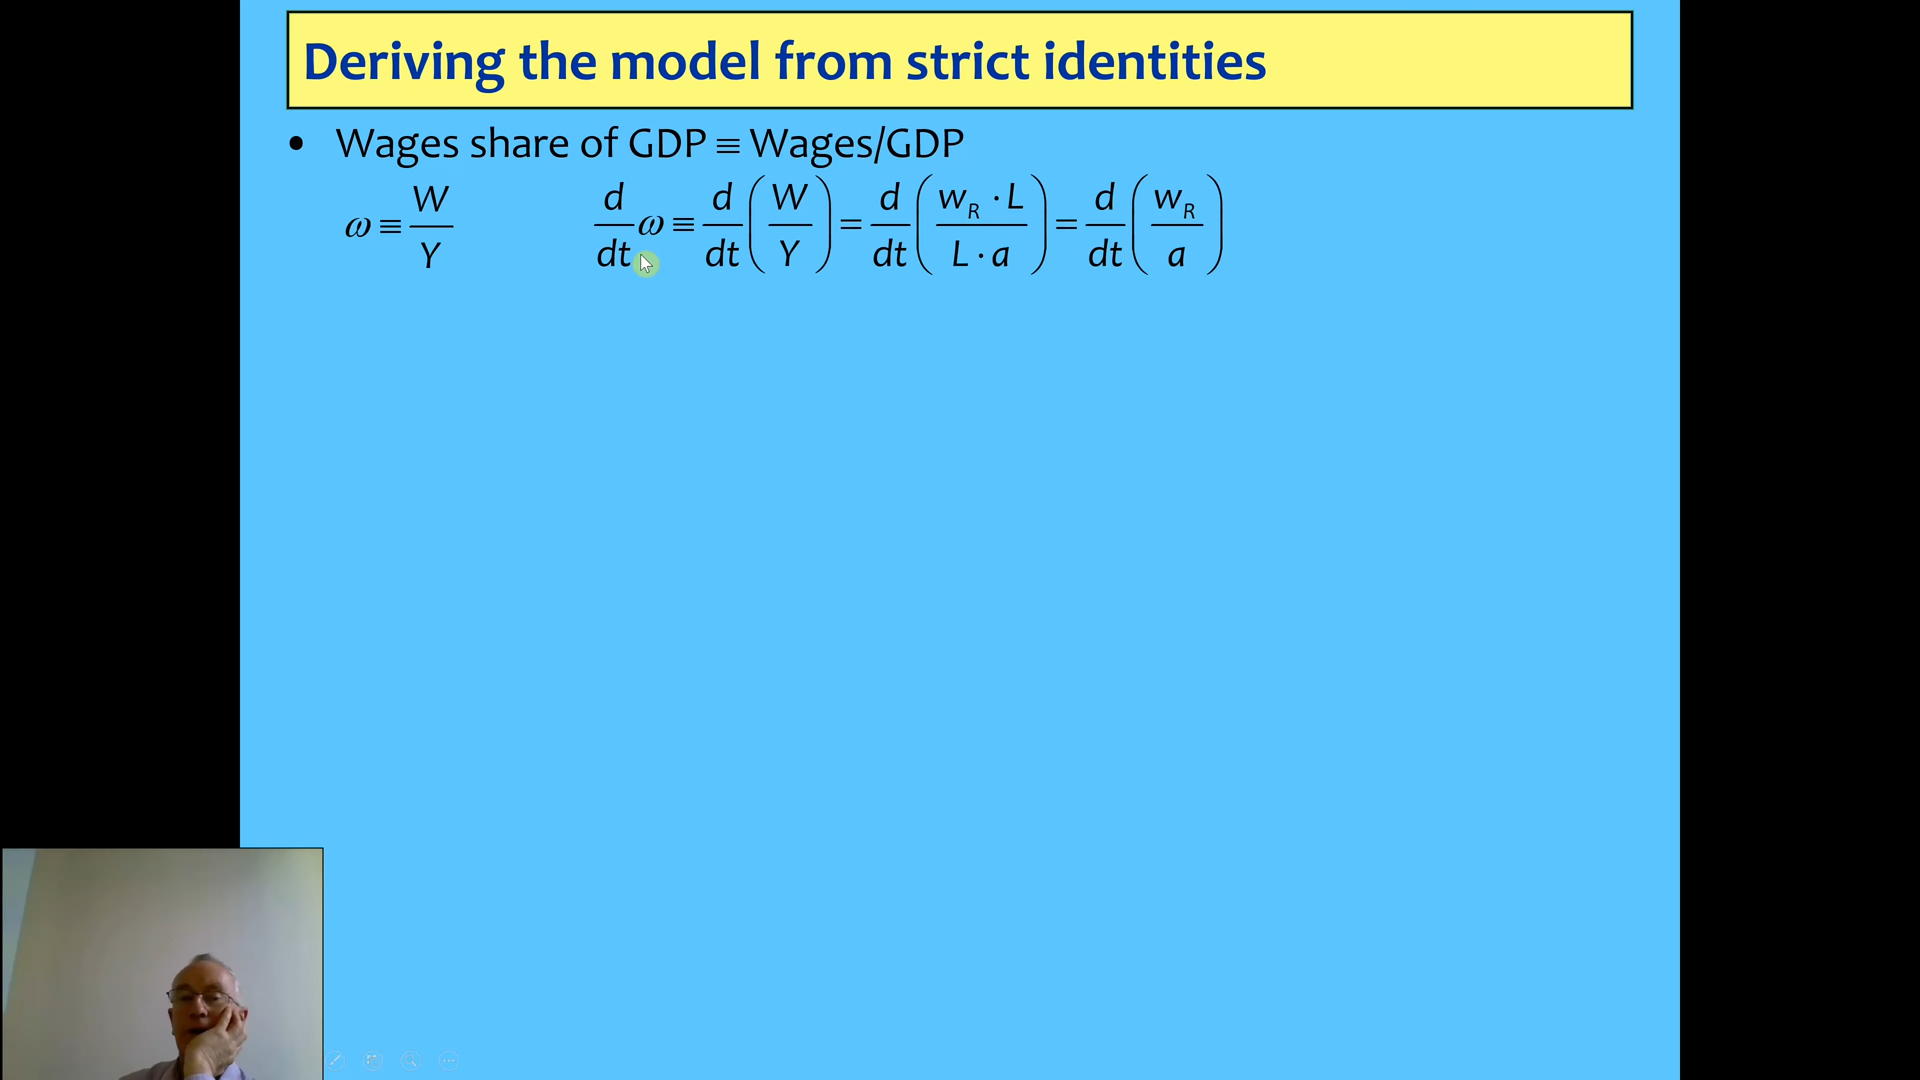 Deriving the model from strict identities
• Wages share of GDP ≡ Wages/GDP
ω ≡ W/Y    d/dt ω ≡ d/dt (W/Y) = d/dt (w_R · L / L · a) = d/dt (w_R / a)